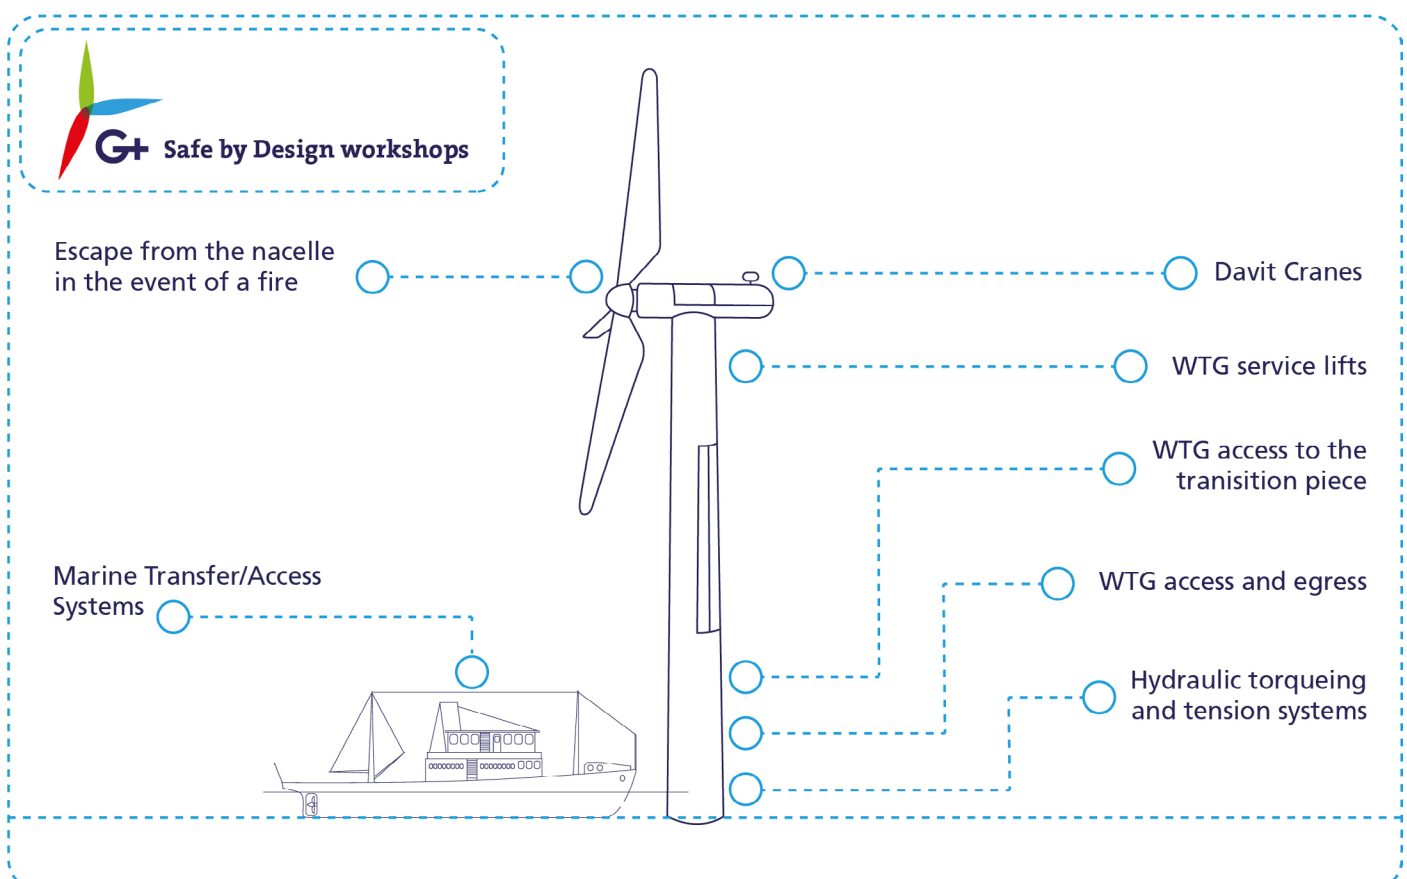 G+ Safe by Design workshops
Escape from the nacelle
in the event of a fire
Davit Cranes
WTG service lifts
WTG access to the
tranisition piece
Marine Transfer/Access
Systems
WTG access and egress
Hydraulic torqueing
and tension systems